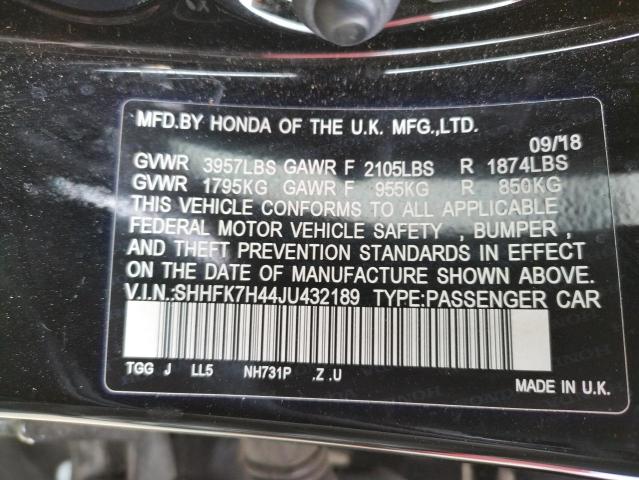 MFD.BY HONDA OF THE U.K. MFG.,LTD.
09/'18
GVWR 3957LBS GAWR F 2105LBS R 1874LBS
GVWR 1795KG GAWR F 955KG R 850KG
THIS VEHICLE CONFORMS TO ALL APPLICABLE
FEDERAL MOTOR VEHICLE SAFETY , BUMPER ,
AND THEFT PREVENTION STANDARDS IN EFFECT
ON THE DATE OF MANUFACTURE SHOWN ABOVE.
V.I.N.:SHHFK7H44JU432189 TYPE:PASSENGER CAR
TGG J LL5 NH731P .Z .U
MADE IN U.K.